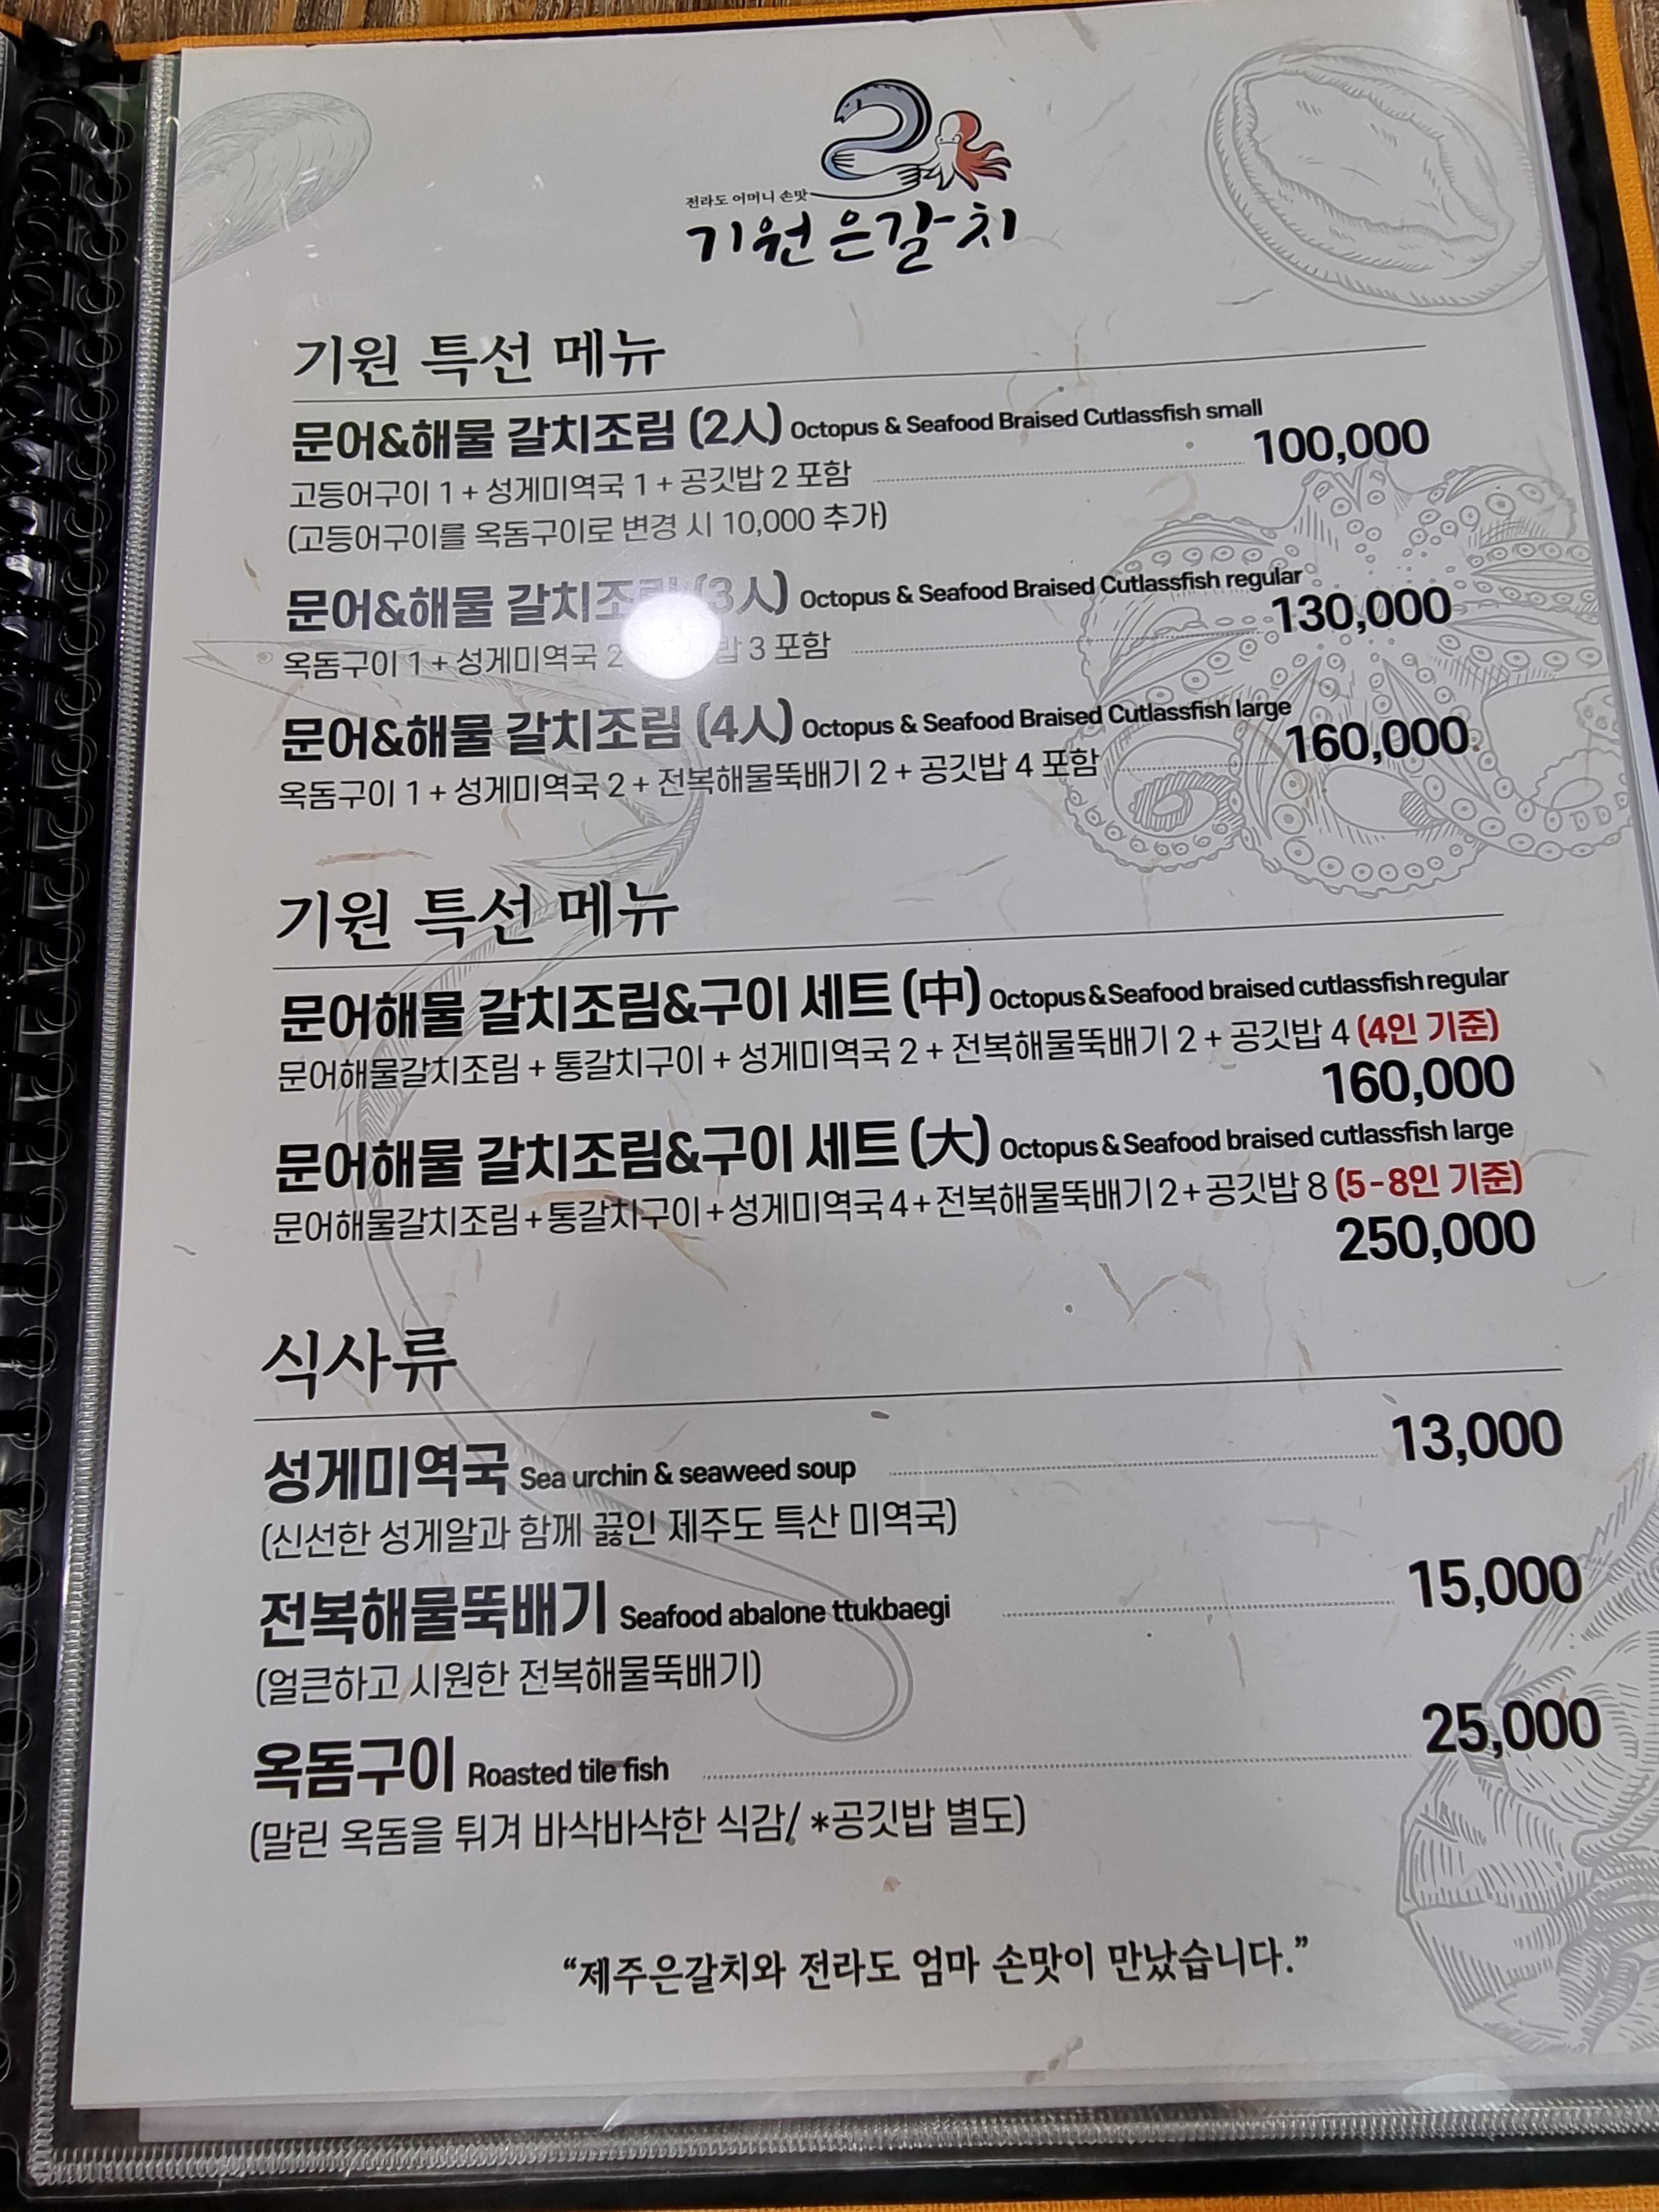 전라도 어머니 손맛
기원 은갈치
기원 특선 메뉴
문어&해물 갈치조림 (2人) Octopus & Seafood Braised Cutlassfish small
100,000
고등어구이 1 + 성게미역국 1 + 공깃밥 2 포함
(고등어구이를 옥돔구이로 변경 시 10,000 추가)
문어&해물 갈치조림 (3人) Octopus & Seafood Braised Cutlassfish regular
130,000
옥돔구이 1 + 성게미역국 2 밥 3 포함
문어&해물 갈치조림 (4人) Octopus & Seafood Braised Cutlassfish large
160,000
옥돔구이 1 + 성게미역국 2 + 전복해물뚝배기 2 + 공깃밥 4 포함
기원 특선 메뉴
문어해물 갈치조림&구이 세트 (中) Octopus & Seafood braised cutlassfish regular
문어해물갈치조림 + 통갈치구이 + 성게미역국 2 + 전복해물뚝배기 2 + 공깃밥 4 (4인 기준)
160,000
문어해물 갈치조림&구이 세트 (大) Octopus & Seafood braised cutlassfish large
문어해물갈치조림 + 통갈치구이 + 성게미역국 4 + 전복해물뚝배기 2 + 공깃밥 8 (5-8인 기준)
250,000
식사류
성게미역국 Sea urchin & seaweed soup 13,000
(신선한 성게알과 함께 끓인 제주도 특산 미역국)
전복해물뚝배기 Seafood abalone ttukbaegi 15,000
(얼큰하고 시원한 전복해물뚝배기)
옥돔구이 Roasted tile fish 25,000
(말린 옥돔을 튀겨 바삭바삭한 식감/ *공깃밥 별도)
“제주은갈치와 전라도 엄마 손맛이 만났습니다.”